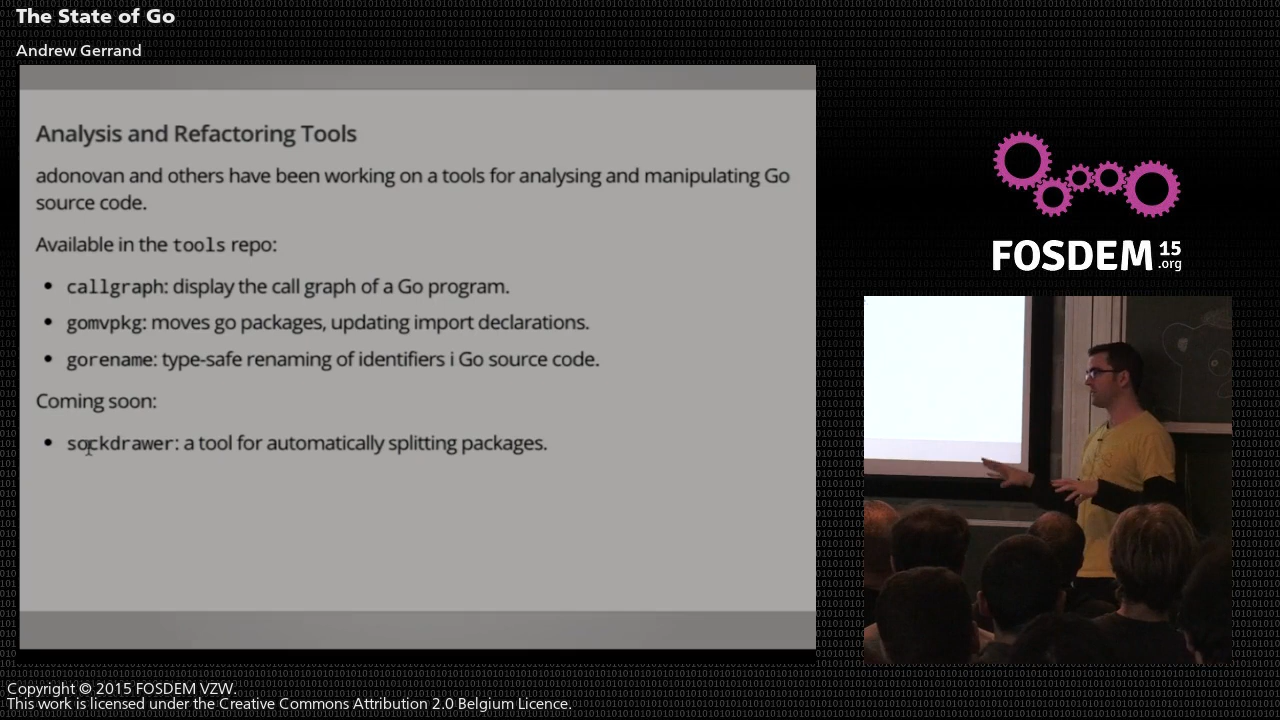 The State of Go
Andrew Gerrand
Analysis and Refactoring Tools
adonovan and others have been working on a tools for analysing and manipulating Go
source code.
Available in the tools repo:
• callgraph: display the call graph of a Go program.
• gomvpkg: moves go packages, updating import declarations.
• gorename: type-safe renaming of identifiers i Go source code.
Coming soon:
• sockdrawer: a tool for automatically splitting packages.
FOSDEM 15
.org
Copyright © 2015 FOSDEM VZW.
This work is licensed under the Creative Commons Attribution 2.0 Belgium Licence.